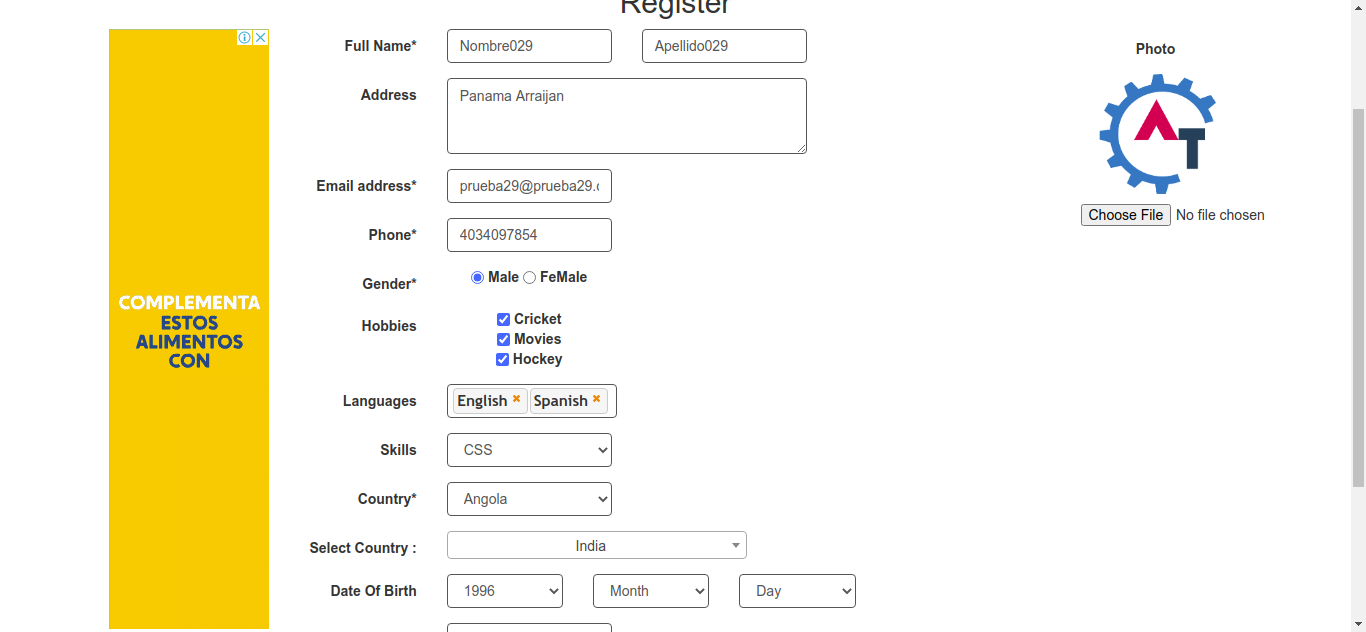 Register
Full Name*
Nombre029
Apellido029
Photo
Address
Panama Arraijan
AT
Email address*
prueba29@prueba29.
Choose File No file chosen
Phone*
4034097854
Gender*
Male FeMale
Hobbies
Cricket
Movies
Hockey
COMPLEMENTA
ESTOS
ALIMENTOS
CON
Languages
English Spanish
Skills
CSS
Country*
Angola
Select Country :
India
Date Of Birth
1996
Month
Day